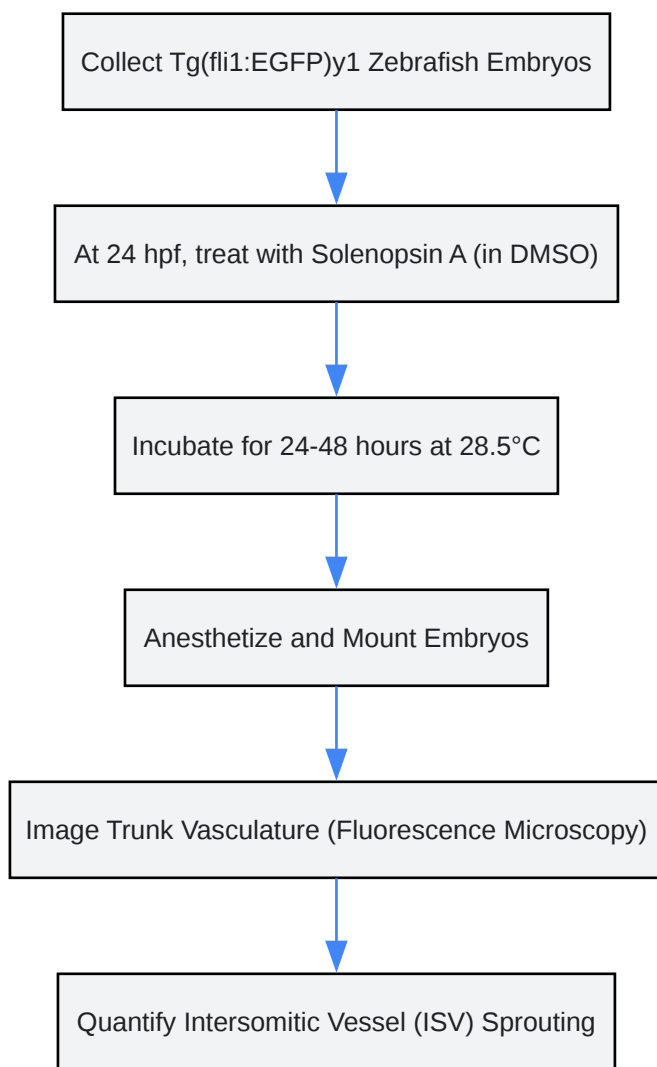 Collect Tg(fli1:EGFP)y1 Zebrafish Embryos
At 24 hpf, treat with Solenopsin A (in DMSO)
Incubate for 24-48 hours at 28.5°C
Anesthetize and Mount Embryos
Image Trunk Vasculature (Fluorescence Microscopy)
Quantify Intersomitic Vessel (ISV) Sprouting